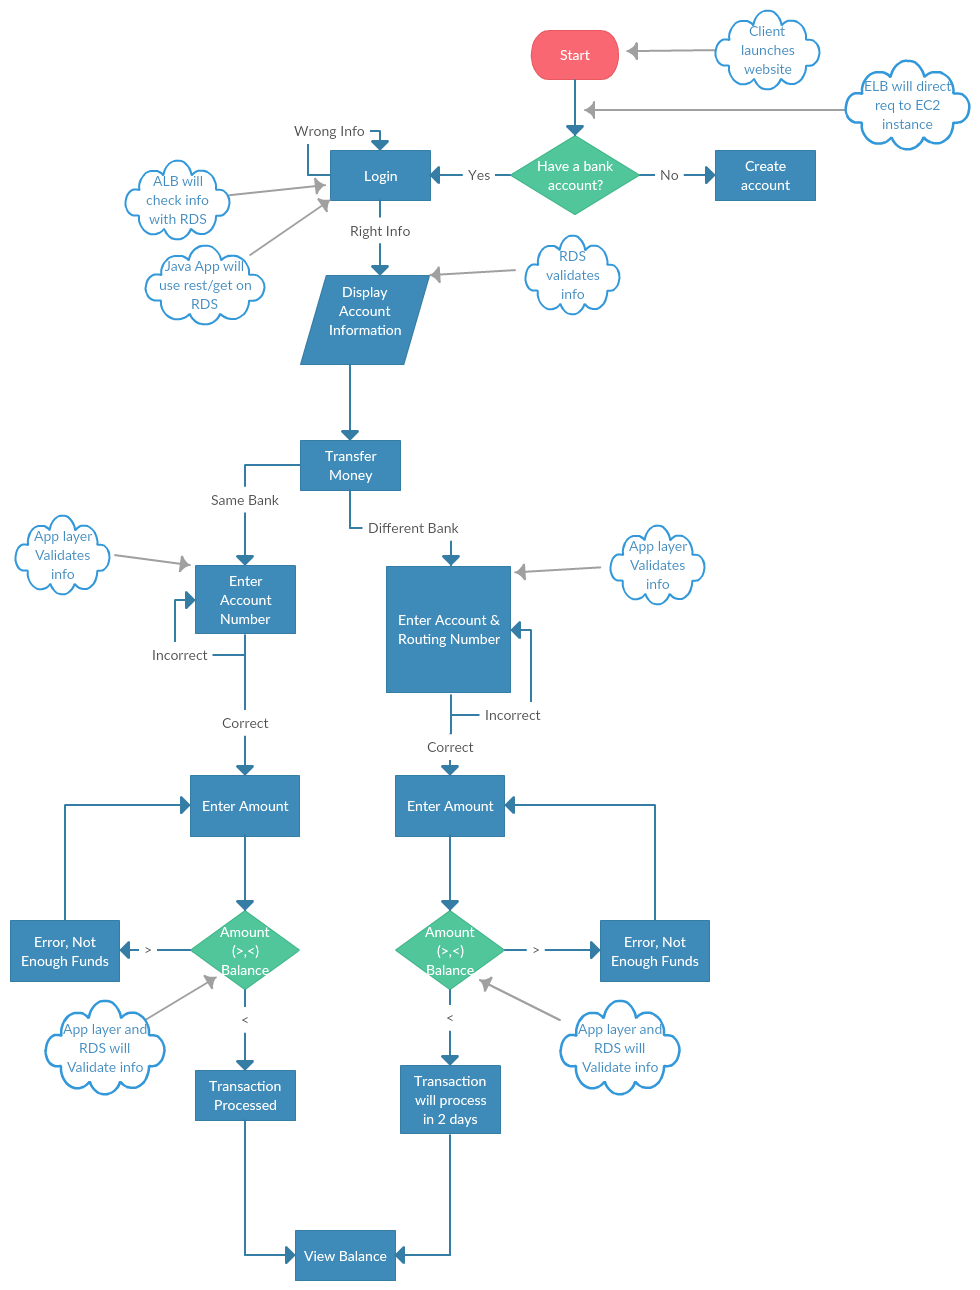 Client
launches
website
Start
ELB will direct
req to EC2
instance
Wrong Info
Login
Yes
Have a bank
account?
No
Create
account
ALB will
check info
with RDS
Right Info
Java App will
use rest/get on
RDS
RDS
validates
info
Display
Account
Information
Transfer
Money
Same Bank
Different Bank
App layer
Validates
info
App layer
Validates
info
Enter
Account
Number
Enter Account &
Routing Number
Incorrect
Incorrect
Correct
Correct
Enter Amount
Enter Amount
Error, Not
Enough Funds
>
Amount
(>,<)
Balance
Amount
(>,<)
Balance
>
Error, Not
Enough Funds
App layer and
RDS will
Validate info
<
<
App layer and
RDS will
Validate info
Transaction
Processed
Transaction
will process
in 2 days
View Balance